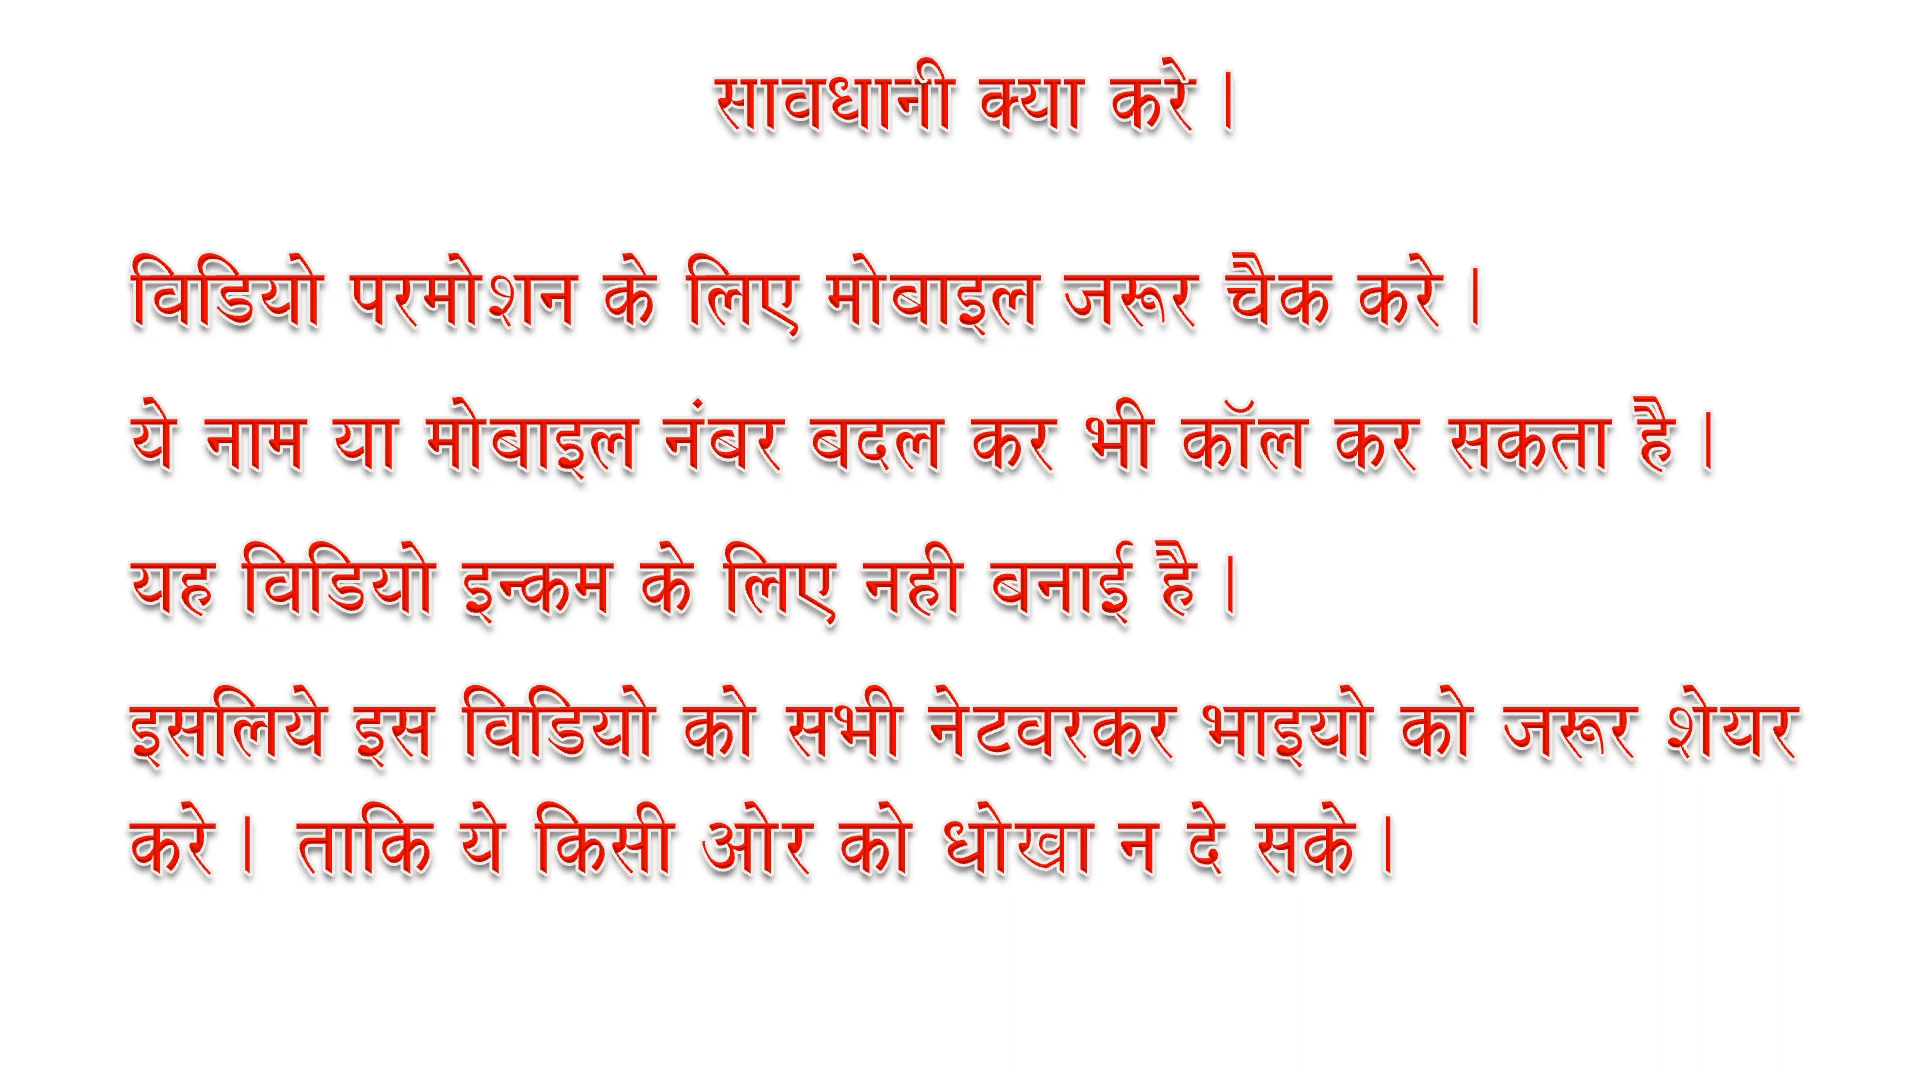 सावधानी क्या करे।
विडियो परमोशन के लिए मोबाइल जरूर चैक करे।
ये नाम या मोबाइल नंबर बदल कर भी कॉल कर सकता है।
यह विडियो इन्कम के लिए नही बनाई है।
इसलिये इस विडियो को सभी नेटवरकर भाइयो को जरूर शेयर
करे। ताकि ये किसी ओर को धोखा न दे सके।